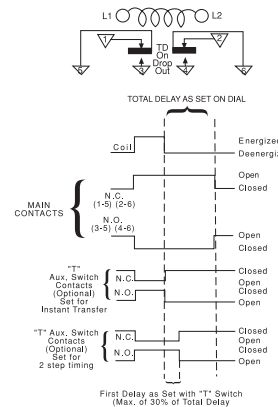 L1 L2
1 2
TD
On
Drop
Out
5 3 4 6
TOTAL DELAY AS SET ON DIAL
Coil
Energized
Deenergi
MAIN
CONTACTS
N.C.
(1-5) (2-6)
Open
Closed
N.O.
(3-5) (4-6)
Open
Closed
"T"
Aux. Switch
Contacts
(Optional)
Set for
Instant Transfer
N.C.
N.O.
Closed
Open
Closed
Open
"T" Aux. Switch
Contacts
(Optional)
Set for
2 step timing
N.C.
N.O.
Closed
Open
Closed
Open
First Delay as Set with "T" Switch
(Max. of 30% of Total Delay